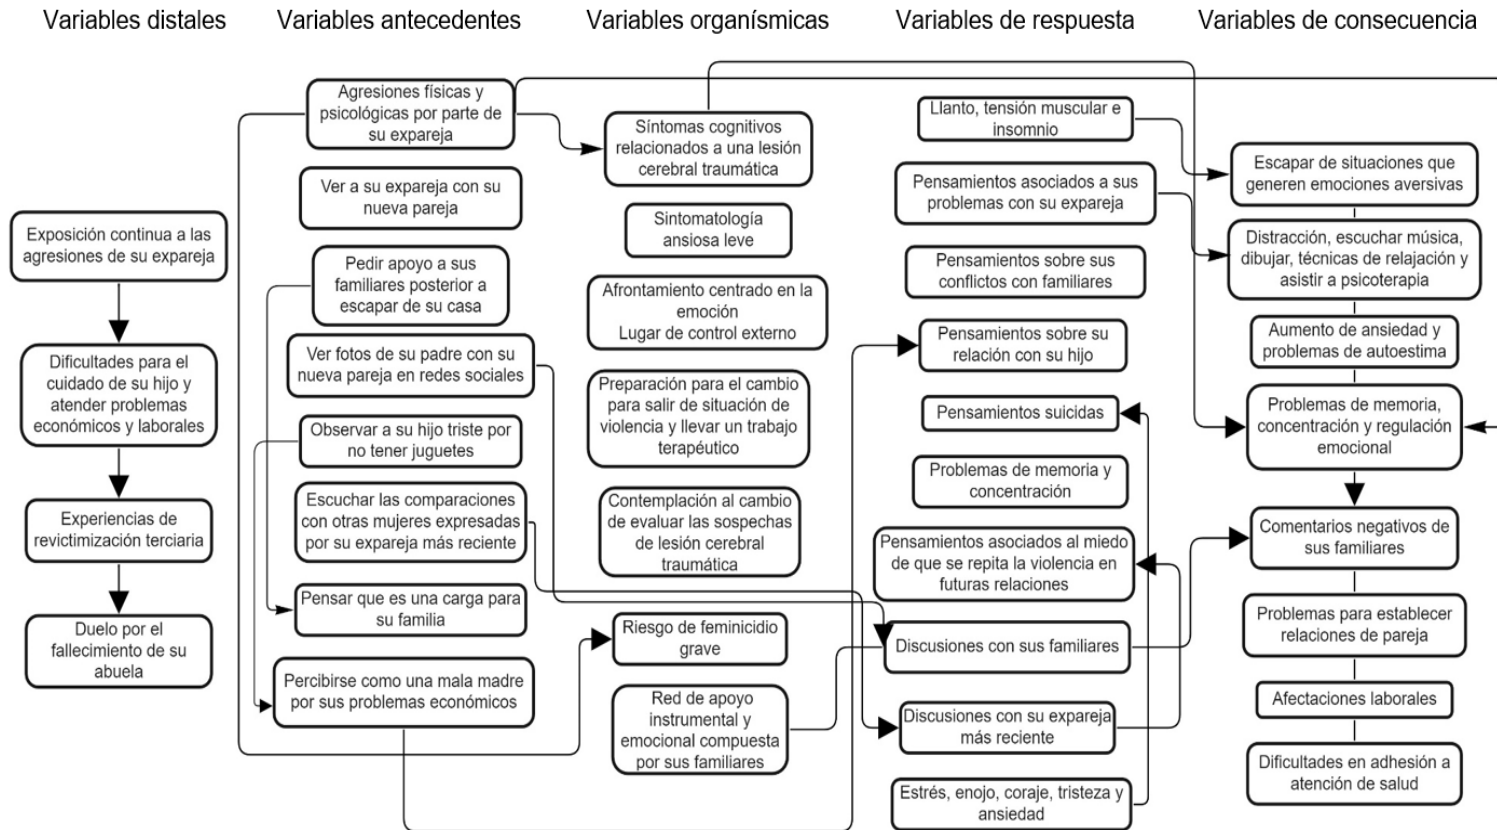 Variables distales
Variables antecedentes
Variables organísmicas
Variables de respuesta
Variables de consecuencia
Exposición continua a las
agresiones de su expareja
Dificultades para el
cuidado de su hijo y
atender problemas
económicos y laborales
Experiencias de
revictimización terciaria
Duelo por el
fallecimiento de su
abuela
Agresiones físicas y
psicológicas por parte de
su expareja
Ver a su expareja con su
nueva pareja
Pedir apoyo a sus
familiares posterior a
escapar de su casa
Ver fotos de su padre con su
nueva pareja en redes sociales
Observar a su hijo triste por
no tener juguetes
Escuchar las comparaciones
con otras mujeres expresadas
por su expareja más reciente
Pensar que es una carga para
su familia
Percibirse como una mala madre
por sus problemas económicos
Síntomas cognitivos
relacionados a una lesión
cerebral traumática
Sintomatología
ansiosa leve
Afrontamiento centrado en la
emoción
Lugar de control externo
Preparación para el cambio
para salir de situación de
violencia y llevar un trabajo
terapéutico
Contemplación al cambio
de evaluar las sospechas
de lesión cerebral
traumática
Riesgo de feminicidio
grave
Red de apoyo
instrumental y
emocional compuesta
por sus familiares
Llanto, tensión muscular e
insomnio
Pensamientos asociados a sus
problemas con su expareja
Pensamientos sobre sus
conflictos con familiares
Pensamientos sobre su
relación con su hijo
Pensamientos suicidas
Problemas de memoria y
concentración
Pensamientos asociados al miedo
de que se repita la violencia en
futuras relaciones
Discusiones con sus familiares
Discusiones con su expareja
más reciente
Estrés, enojo, coraje, tristeza y
ansiedad
Escapar de situaciones que
generen emociones aversivas
Distracción, escuchar música,
dibujar, técnicas de relajación y
asistir a psicoterapia
Aumento de ansiedad y
problemas de autoestima
Problemas de memoria,
concentración y regulación
emocional
Comentarios negativos de
sus familiares
Problemas para establecer
relaciones de pareja
Afectaciones laborales
Dificultades en adhesión a
atención de salud